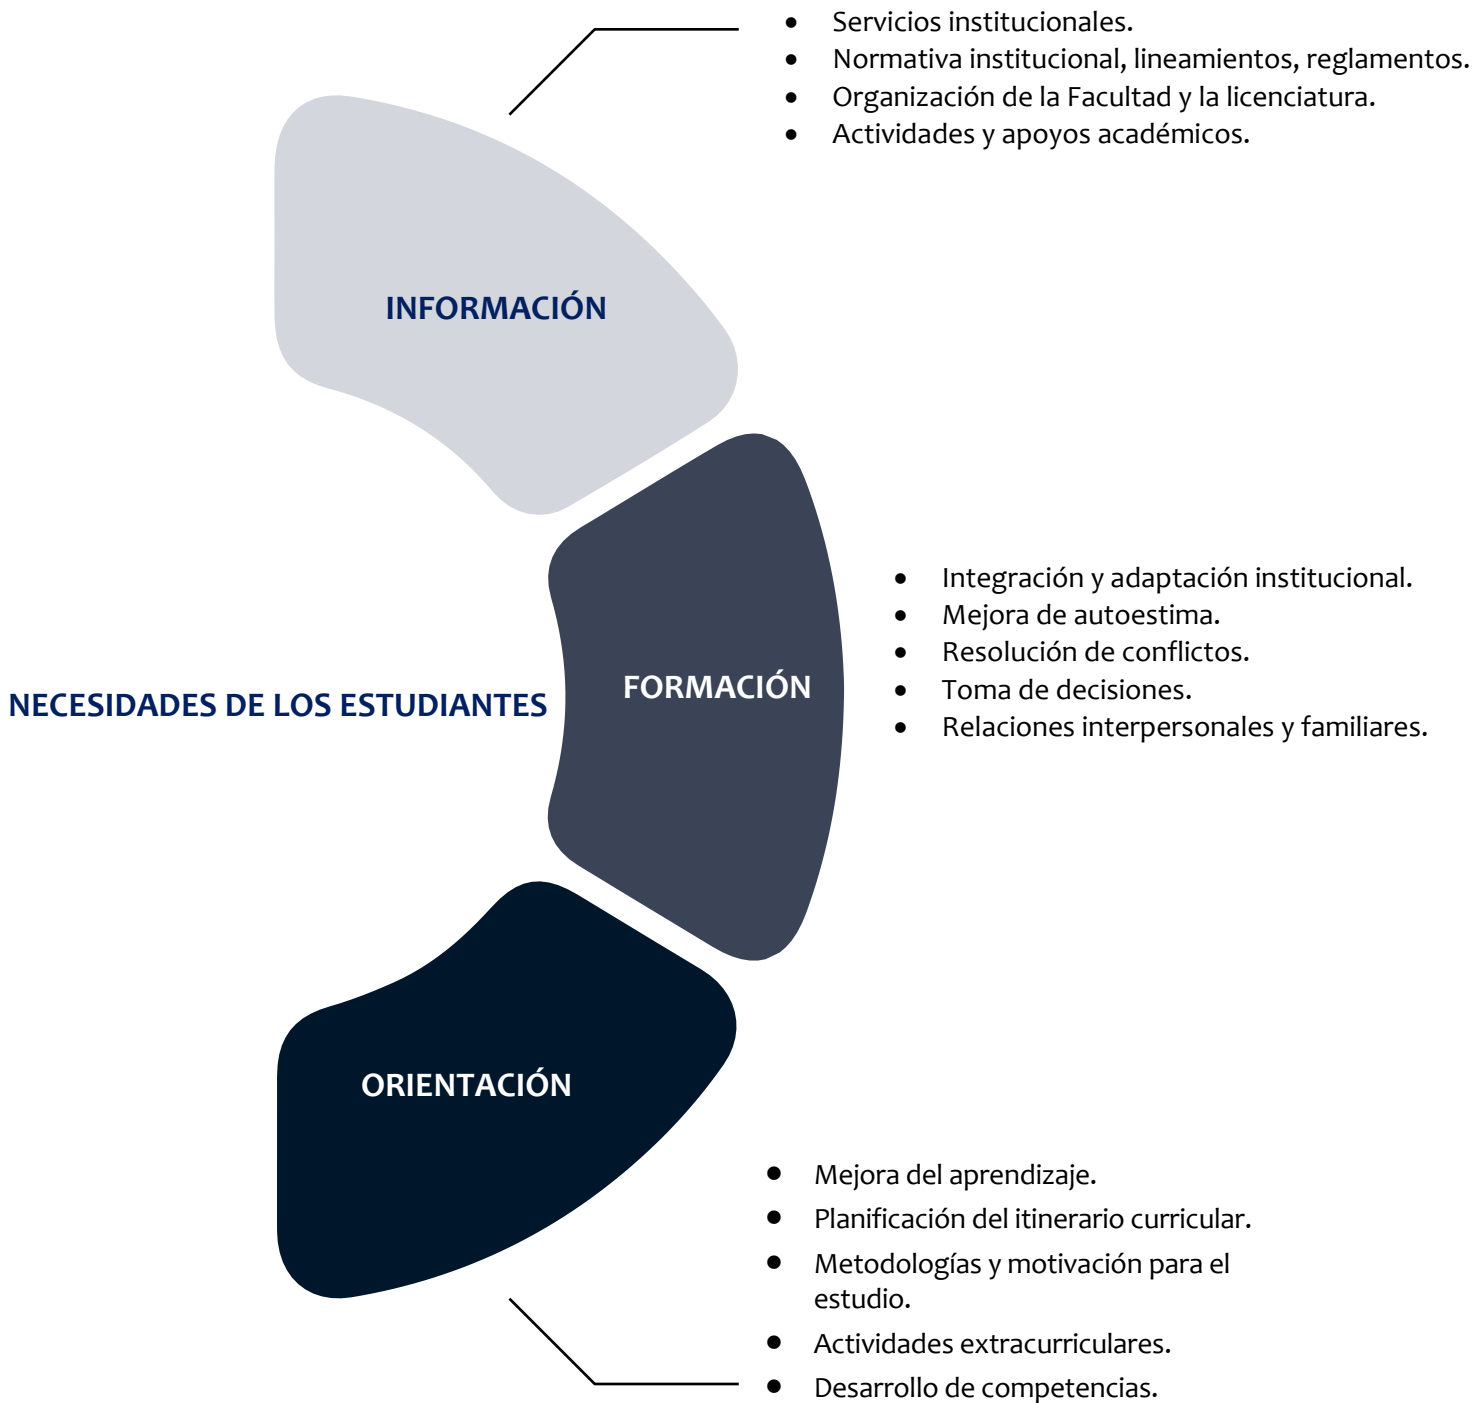 Servicios institucionales.
Normativa institucional, lineamientos, reglamentos.
Organización de la Facultad y la licenciatura.
Actividades y apoyos académicos.
INFORMACIÓN
Integración y adaptación institucional.
Mejora de autoestima.
Resolución de conflictos.
Toma de decisiones.
Relaciones interpersonales y familiares.
FORMACIÓN
NECESIDADES DE LOS ESTUDIANTES
ORIENTACIÓN
Mejora del aprendizaje.
Planificación del itinerario curricular.
Metodologías y motivación para el
estudio.
Actividades extracurriculares.
Desarrollo de competencias.